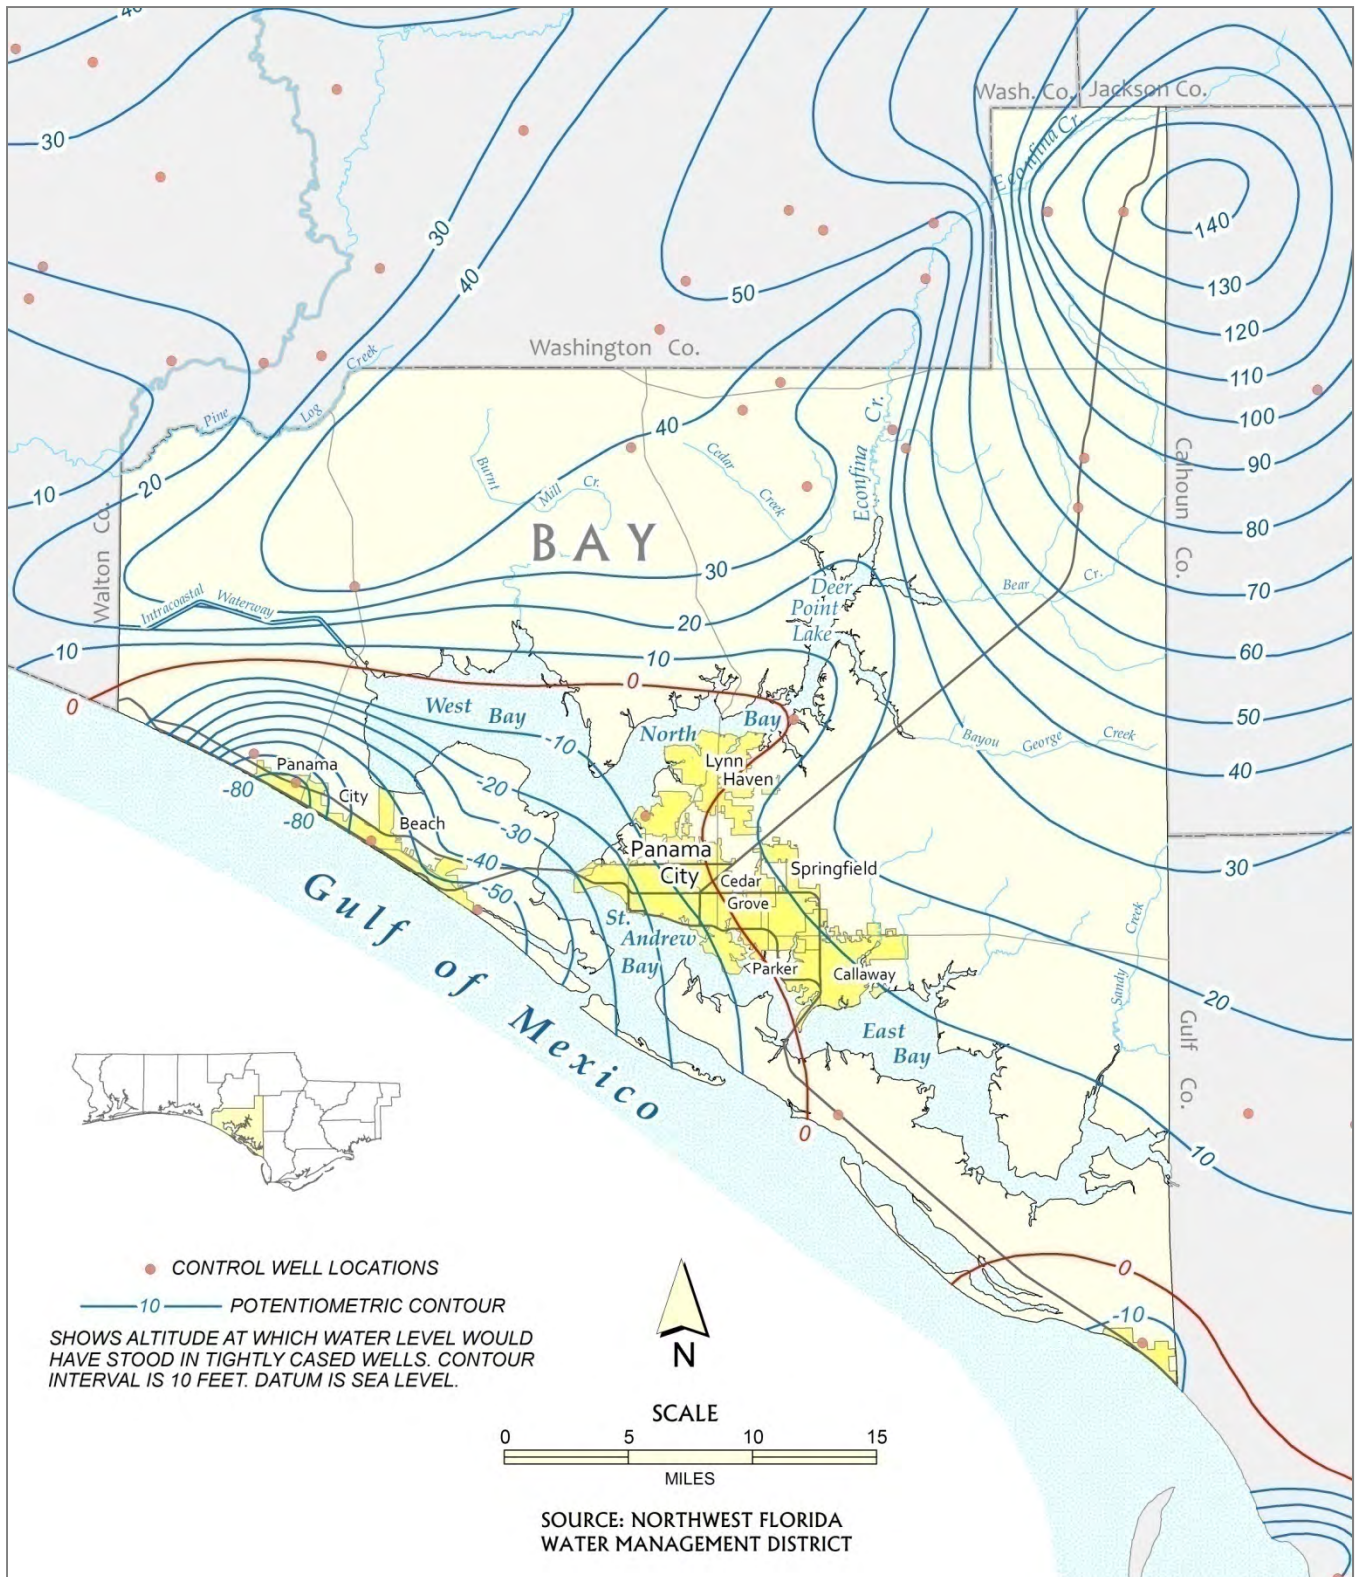 40
Wash. Co.
Jackson Co.
30
Econfina Cr.
30
40
140
50
130
120
Washington Co.
Creek
110
Pine
Log
100
Econfina Cr.
40
Cedar
Creek
Calhoun Co.
90
Burnt
Mill Cr.
10
20
80
BAY
30
Deer
Point
Lake
Bear
Cr.
70
Walton Co.
Intracoastal
Waterway
20
60
10
10
0
0
West Bay
North
Bay
50
-10
Bayou
George
Creek
Lynn
Haven
Panama
City
Beach
-80
-80
-20
40
-30
Panama
City
-40
-50
Springfield
30
Cedar
Grove
Gulf of Mexico
St.
Andrew
Bay
Parker
Callaway
Sandy
Creek
20
East
Bay
Gulf Co.
0
10
0
-10
CONTROL WELL LOCATIONS
10
POTENTIOMETRIC CONTOUR
SHOWS ALTITUDE AT WHICH WATER LEVEL WOULD
HAVE STOOD IN TIGHTLY CASED WELLS. CONTOUR
INTERVAL IS 10 FEET. DATUM IS SEA LEVEL.
N
SCALE
0 5 10 15
MILES
SOURCE: NORTHWEST FLORIDA
WATER MANAGEMENT DISTRICT